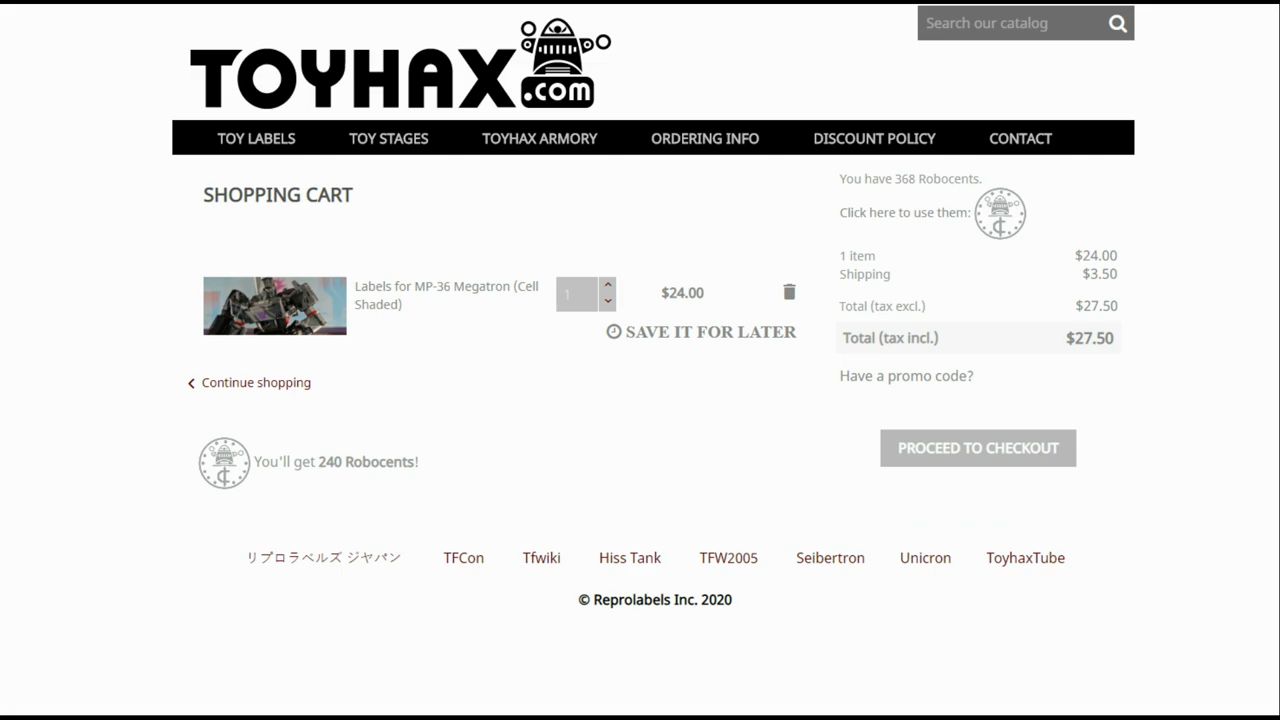 Search our catalog
TOYHAX
.com
TOY LABELS TOY STAGES TOYHAX ARMORY ORDERING INFO DISCOUNT POLICY CONTACT
SHOPPING CART
Labels for MP-36 Megatron (Cell
Shaded)
1
$24.00
SAVE IT FOR LATER
Continue shopping
You'll get 240 Robocents!
You have 368 Robocents.
Click here to use them:
1 item $24.00
Shipping $3.50
Total (tax excl.) $27.50
Total (tax incl.) $27.50
Have a promo code?
PROCEED TO CHECKOUT
リプロラベルズ ジャパン TFCon Tfwiki Hiss Tank TFW2005 Seibertron Unicron ToyhaxTube
© Reprolabels Inc. 2020